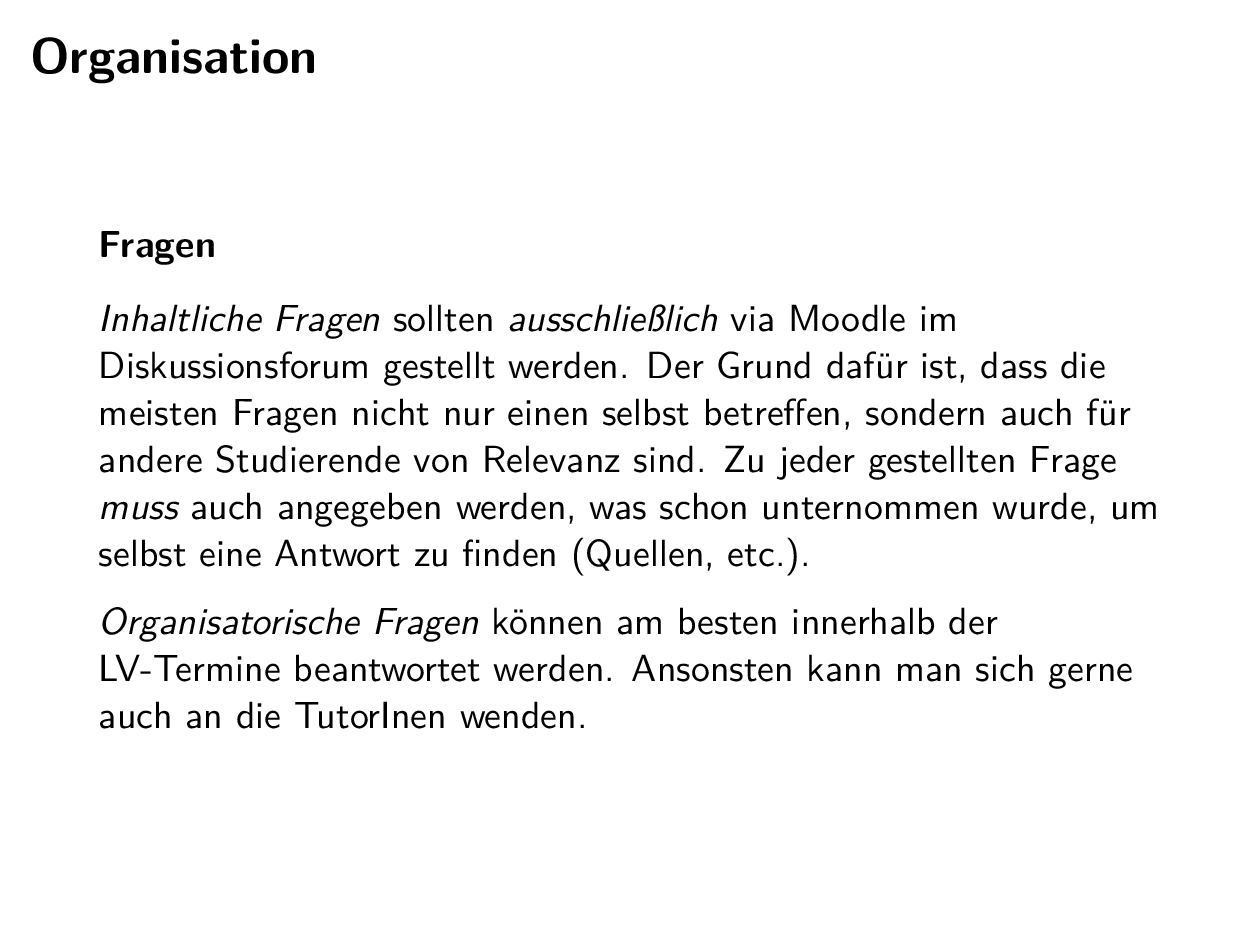 Organisation
Fragen
Inhaltliche Fragen sollten ausschließlich via Moodle im
Diskussionsforum gestellt werden. Der Grund dafür ist, dass die
meisten Fragen nicht nur einen selbst betreffen, sondern auch für
andere Studierende von Relevanz sind. Zu jeder gestellten Frage
muss auch angegeben werden, was schon unternommen wurde, um
selbst eine Antwort zu finden (Quellen, etc.).
Organisatorische Fragen können am besten innerhalb der
LV-Termine beantwortet werden. Ansonsten kann man sich gerne
auch an die TutorInen wenden.